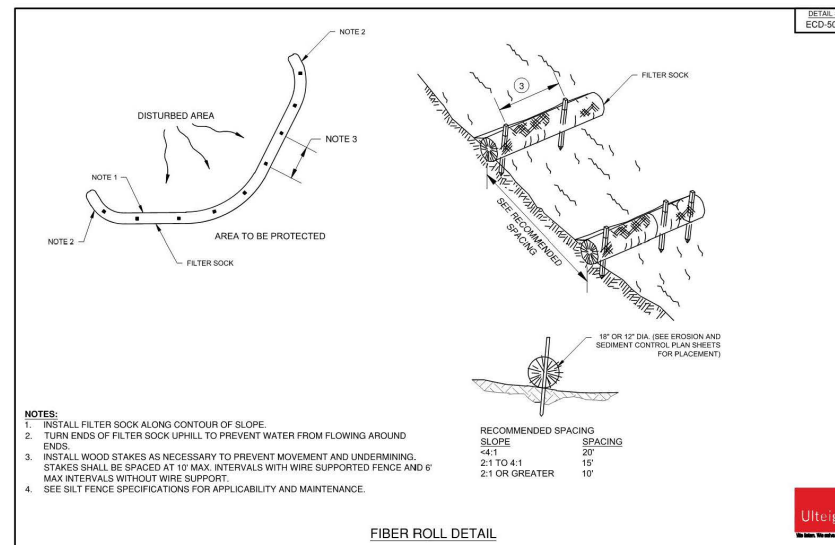 DETAIL
ECD-50
NOTE 2
DISTURBED AREA
NOTE 3
NOTE 1
NOTE 2
AREA TO BE PROTECTED
FILTER SOCK
3
FILTER SOCK
SEE RECOMMENDED
SPACING
18" OR 12" DIA. (SEE EROSION AND
SEDIMENT CONTROL PLAN SHEETS
FOR PLACEMENT)
NOTES:
1. INSTALL FILTER SOCK ALONG CONTOUR OF SLOPE.
2. TURN ENDS OF FILTER SOCK UPHILL TO PREVENT WATER FROM FLOWING AROUND
ENDS.
3. INSTALL WOOD STAKES AS NECESSARY TO PREVENT MOVEMENT AND UNDERMINING.
STAKES SHALL BE SPACED AT 10' MAX. INTERVALS WITH WIRE SUPPORTED FENCE AND 6'
MAX INTERVALS WITHOUT WIRE SUPPORT.
4. SEE SILT FENCE SPECIFICATIONS FOR APPLICABILITY AND MAINTENANCE.
RECOMMENDED SPACING
SLOPE SPACING
<4:1 20'
2:1 TO 4:1 15'
2:1 OR GREATER 10'
FIBER ROLL DETAIL
Ulteig